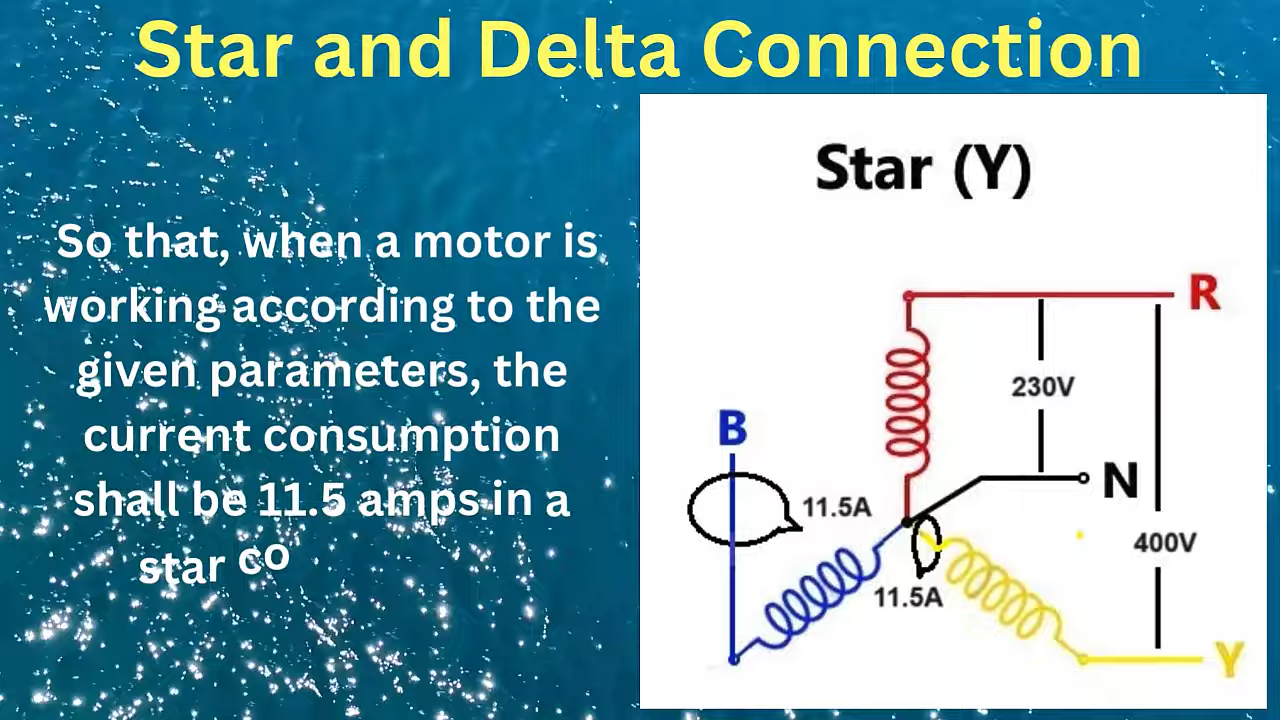 Star and Delta Connection
So that, when a motor is
working according to the
given parameters, the
current consumption
shall be 11.5 amps in a
star co
Star (Y)
R
230V
B
N
11.5A
400V
11.5A
Y